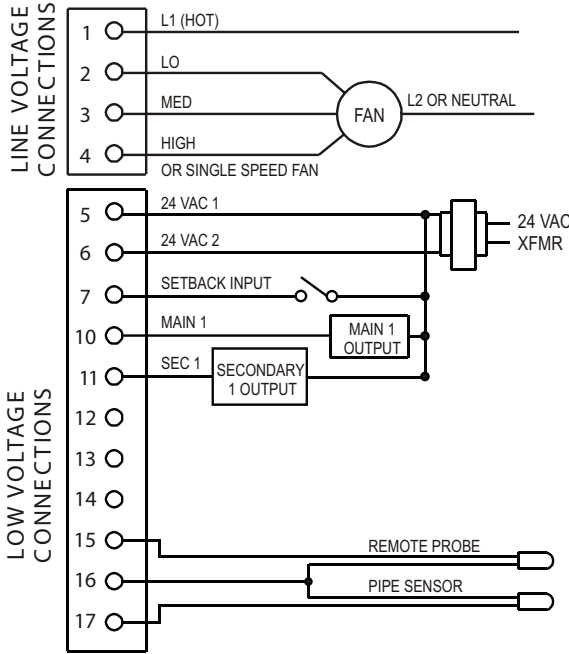 LINE VOLTAGE
CONNECTIONS
1 L1 (HOT)
2 LO
3 MED
4 HIGH
OR SINGLE SPEED FAN
FAN
L2 OR NEUTRAL
LOW VOLTAGE
CONNECTIONS
5 24 VAC 1
6 24 VAC 2
24 VAC
XFMR
7 SETBACK INPUT
10 MAIN 1
MAIN 1
OUTPUT
11 SEC 1
SECONDARY
1 OUTPUT
12
13
14
15
REMOTE PROBE
16
PIPE SENSOR
17